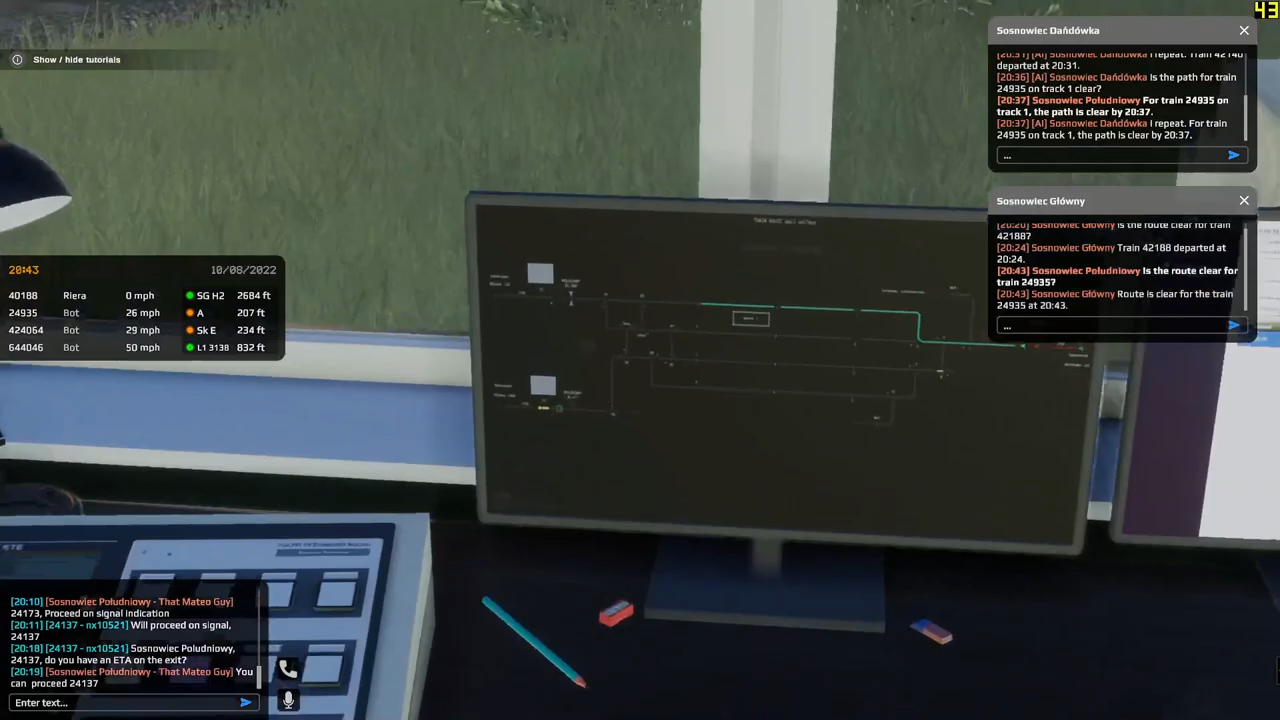 43
Show / hide tutorials
Sosnowiec Dańdówka
departed at 20:31.
[20:36] [AI] Sosnowiec Dańdówka Is the path for train
24935 on track 1 clear?
[20:37] Sosnowiec Południowy For train 24935 on
track 1, the path is clear by 20:37.
[20:37] [AI] Sosnowiec Dańdówka I repeat. For train
24935 on track 1, the path is clear by 20:37.
...
Sosnowiec Główny
[20:20] Sosnowiec Główny Is the route clear for train
42188?
[20:24] Sosnowiec Główny Train 42188 departed at
20:24.
[20:43] Sosnowiec Południowy Is the route clear for
train 24935?
[20:43] Sosnowiec Główny Route is clear for the train
24935 at 20:43.
...
20:43 10/08/2022
40188 Riera 0 mph SG H2 2684 ft
24935 Bot 26 mph A 207 ft
424064 Bot 29 mph Sk E 234 ft
644046 Bot 50 mph L1 3138 832 ft
STE
[20:10] [Sosnowiec Południowy - That Mateo Guy]
24173, Proceed on signal indication
[20:11] [24137 - nx10521] Will proceed on signal,
24137
[20:18] [24137 - nx10521] Sosnowiec Poludniowy,
24137, do you have an ETA on the exit?
[20:19] [Sosnowiec Południowy - That Mateo Guy] You
can proceed 24137
Enter text...